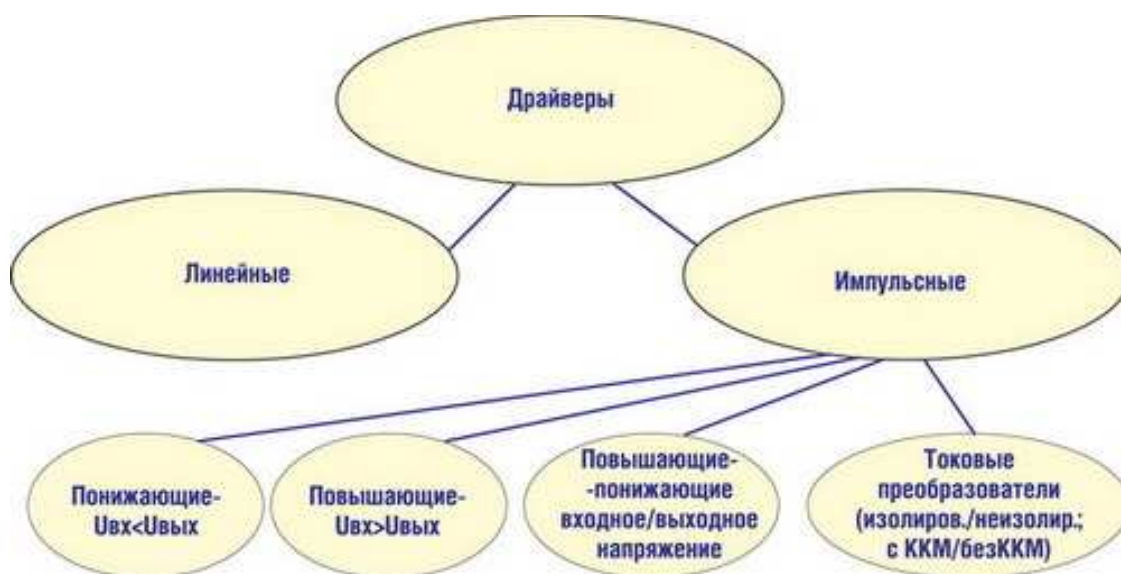 Драйверы
Линейные
Импульсные
Понижающие-
Uвх<Uвых
Повышающие-
Uвх>Uвых
Повышающие-
-понижающие
входное/выходное
напряжение
Токовые
преобразователи
(изолиров./неизолир.;
с ККМ/безККМ)